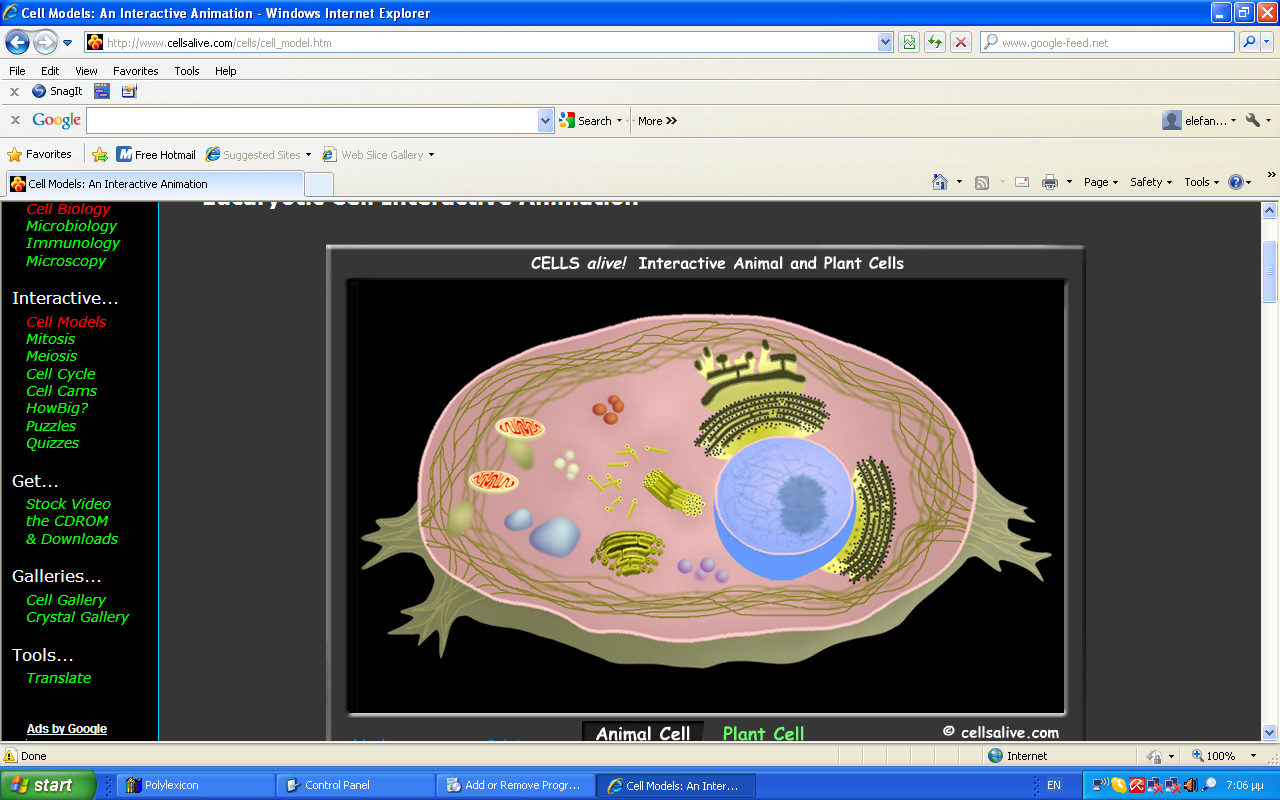 Cell Models: An Interactive Animation - Windows Internet Explorer
http://www.cellsalive.com/cells/cell_model.htm
www.google-feed.net
File Edit View Favorites Tools Help
x SnagIt
x Google Search More >> elefan...
Favorites Free Hotmail Suggested Sites Web Slice Gallery
Cell Models: An Interactive Animation
Page Safety Tools
Eucaryotic Cell Interactive Animation
Cell Biology
Microbiology
Immunology
Microscopy
Interactive...
Cell Models
Mitosis
Meiosis
Cell Cycle
Cell Cams
HowBig?
Puzzles
Quizzes
Get...
Stock Video
the CDROM
& Downloads
Galleries...
Cell Gallery
Crystal Gallery
Tools...
Translate
Ads by Google
CELLS alive! Interactive Animal and Plant Cells
Animal Cell Plant Cell © cellsalive.com
Done Internet 100%
start Polylexicon Control Panel Add or Remove Progr... Cell Models: An Inter... EN 7:06 μμ